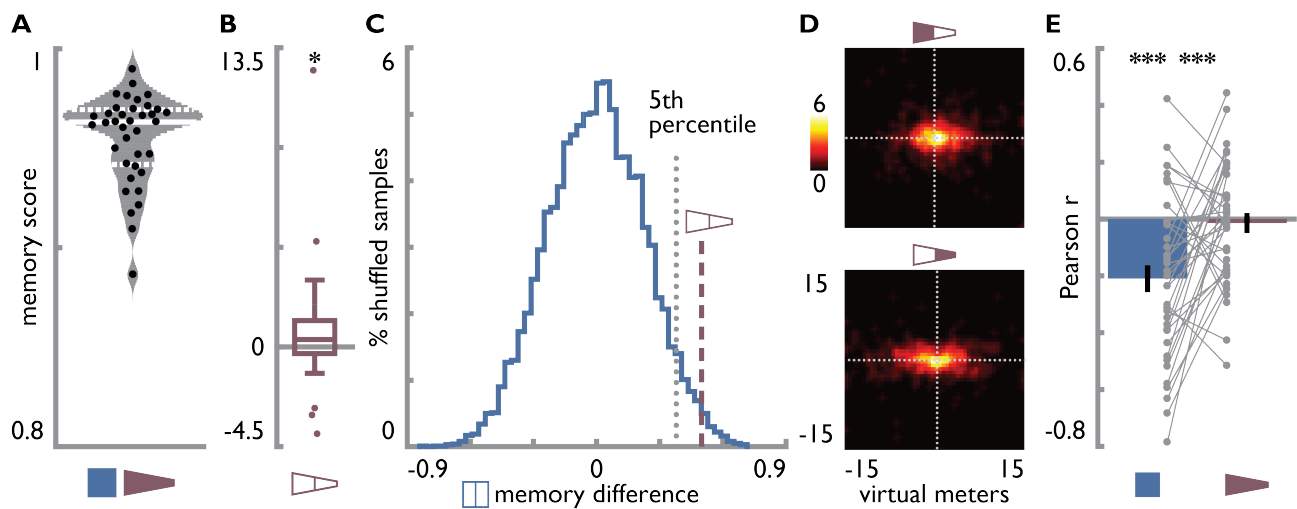 A
1
memory score
0.8
B
13.5
*
0
-4.5
C
6
% shuffled samples
0
5th
percentile
-0.9
0
0.9
memory difference
D
6
0
15
-15
-15
15
virtual meters
E
0.6
*** ***
Pearson r
-0.8